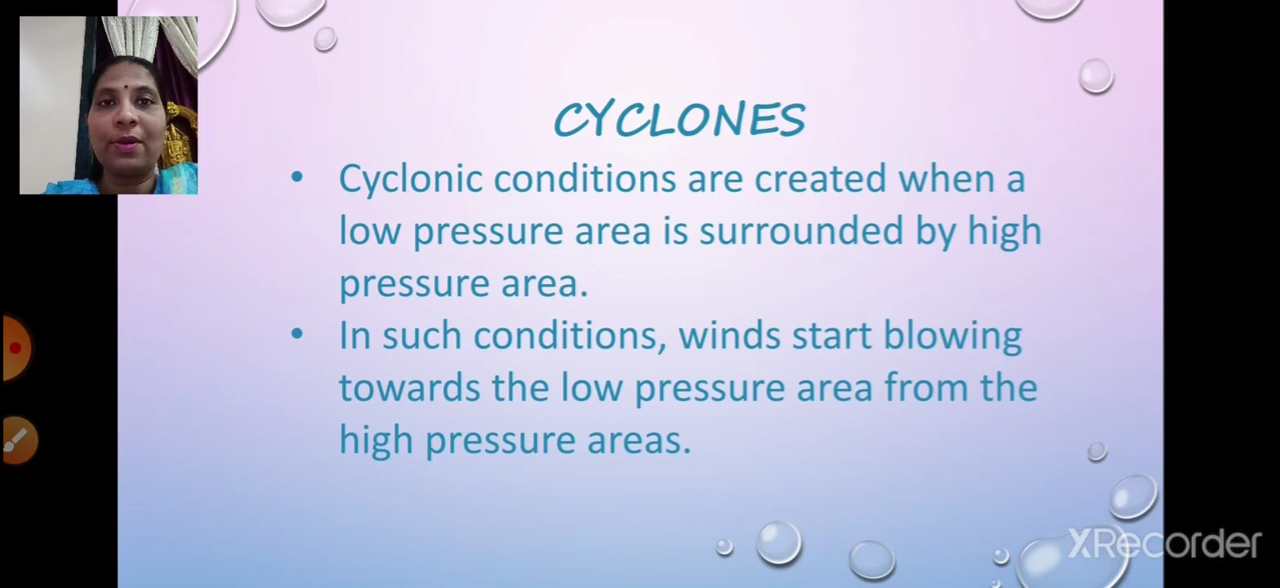 CYCLONES
• Cyclonic conditions are created when a
low pressure area is surrounded by high
pressure area.
• In such conditions, winds start blowing
towards the low pressure area from the
high pressure areas.
XRecorder